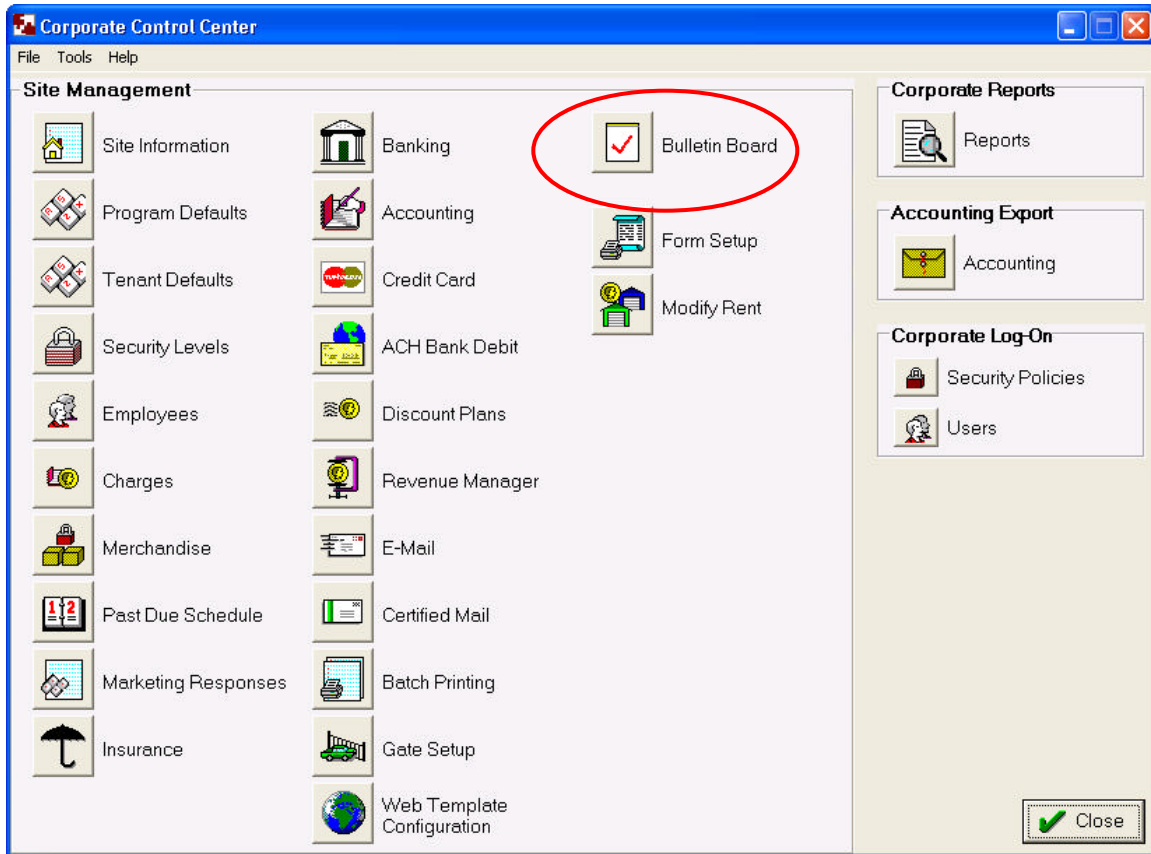 Corporate Control Center
File Tools Help
Site Management
Site Information
Program Defaults
Tenant Defaults
Security Levels
Employees
Charges
Merchandise
Past Due Schedule
Marketing Responses
Insurance
Banking
Accounting
Credit Card
ACH Bank Debit
Discount Plans
Revenue Manager
E-Mail
Certified Mail
Batch Printing
Gate Setup
Web Template
Configuration
Bulletin Board
Form Setup
Modify Rent
Corporate Reports
Reports
Accounting Export
Accounting
Corporate Log-On
Security Policies
Users
Close